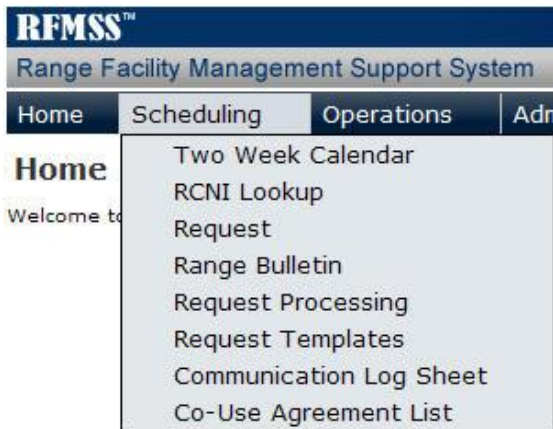 RFMSS™
Range Facility Management Support System
Home Scheduling Operations
Home
Welcome
Two Week Calendar
RCNI Lookup
Request
Range Bulletin
Request Processing
Request Templates
Communication Log Sheet
Co-Use Agreement List